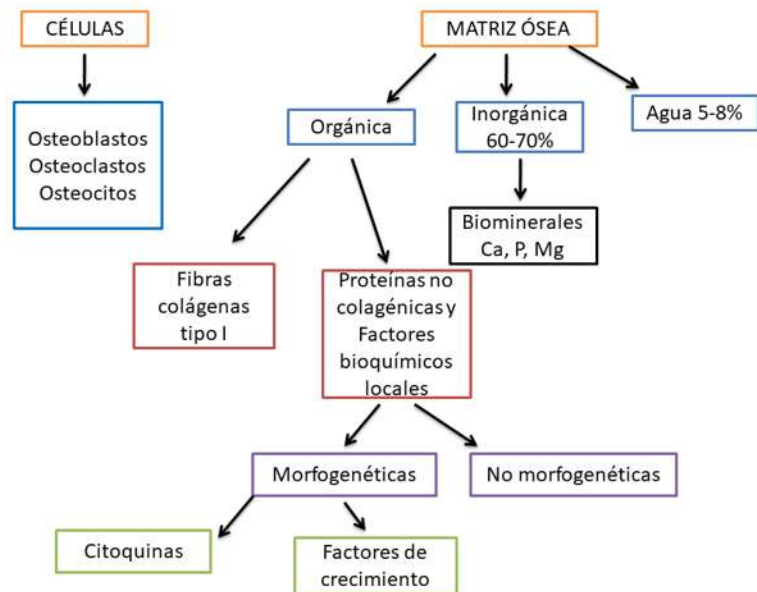 CÉLULAS
MATRIZ ÓSEA
Osteoblastos
Osteoclastos
Osteocitos
Orgánica
Inorgánica
60-70%
Agua 5-8%
Biominerales
Ca, P, Mg
Fibras
colágenas
tipo I
Proteínas no
colagénicas y
Factores
bioquímicos
locales
Morfogenéticas
No morfogenéticas
Citoquinas
Factores de
crecimiento